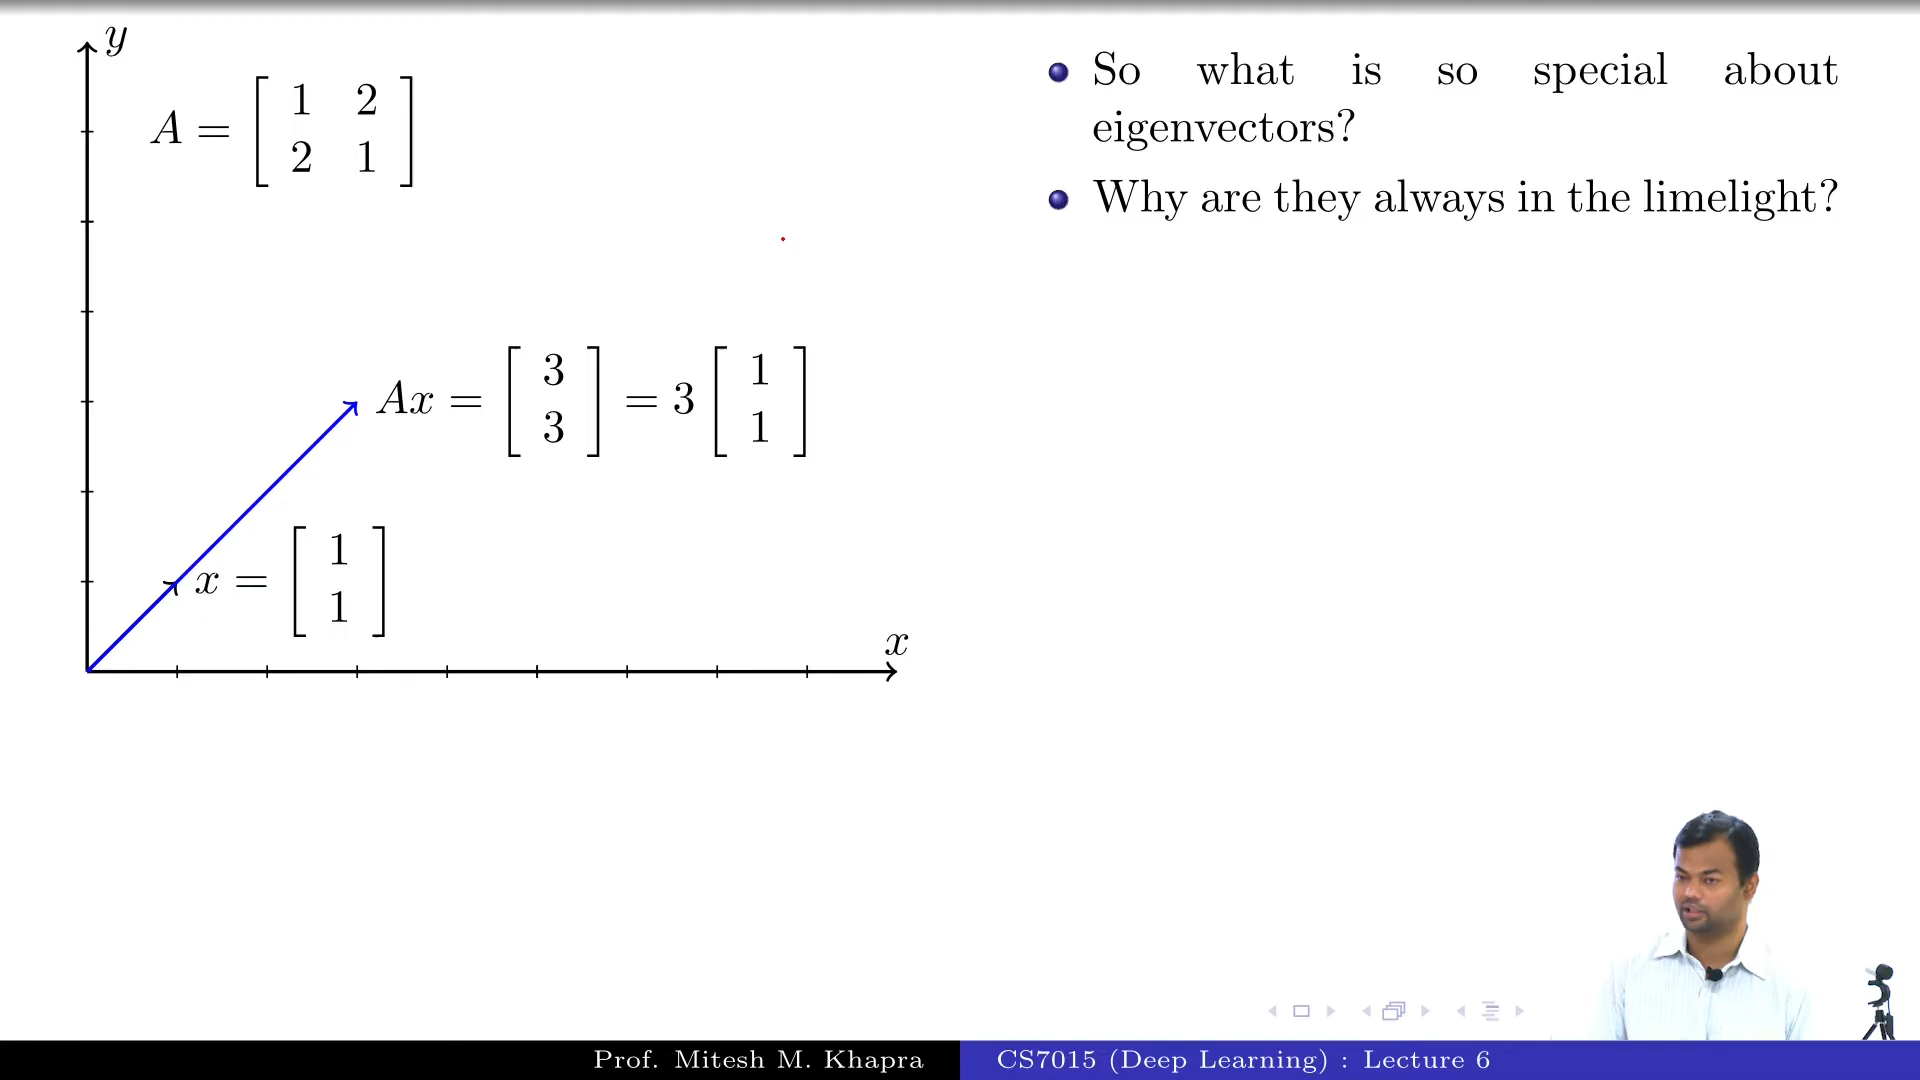 y
A = [ 1 2
2 1 ]
Ax = [ 3
3 ] = 3 [ 1
1 ]
x = [ 1
1 ]
x
So what is so special about
eigenvectors?
Why are they always in the limelight?
Prof. Mitesh M. Khapra
CS7015 (Deep Learning) : Lecture 6